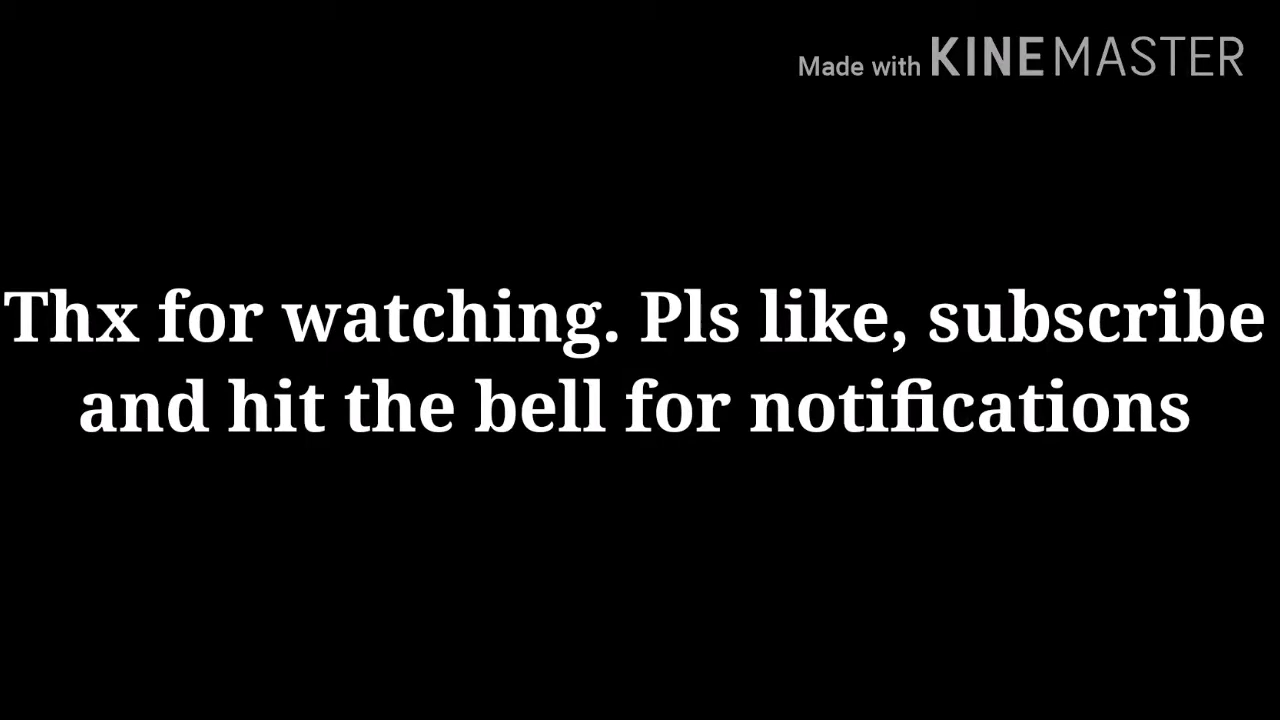 Made with KINEMASTER
Thx for watching. Pls like, subscribe
and hit the bell for notifications